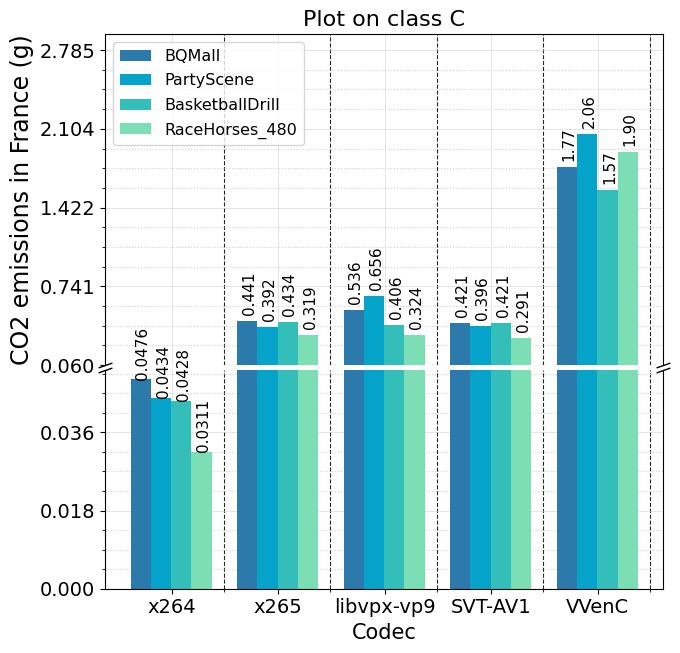 Plot on class C
CO2 emissions in France (g)
2.785
2.104
1.422
0.741
0.060
0.036
0.018
0.000
BQMall
PartyScene
BasketballDrill
RaceHorses_480
0.0476
0.0434
0.0428
0.0311
0.441
0.392
0.434
0.319
0.536
0.656
0.406
0.324
0.421
0.396
0.421
0.291
1.77
2.06
1.57
1.90
x264
x265
libvpx-vp9
SVT-AV1
VVenC
Codec